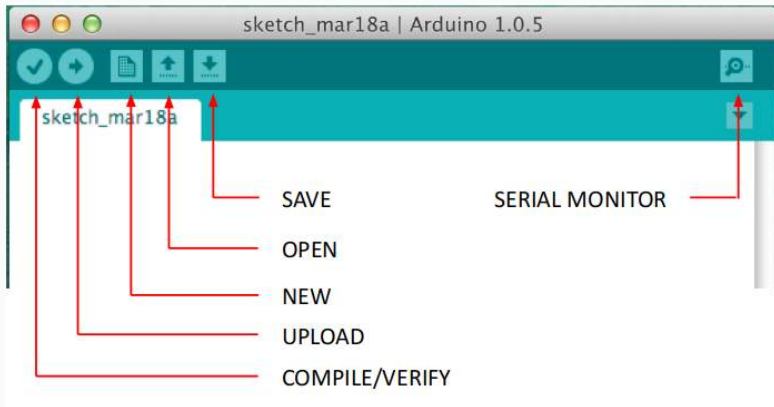 sketch_mar18a | Arduino 1.0.5
sketch_mar18a
SAVE
SERIAL MONITOR
OPEN
NEW
UPLOAD
COMPILE/VERIFY